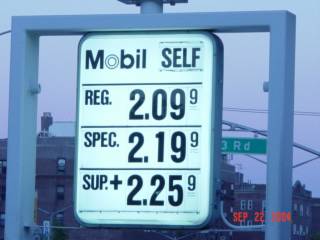 Mobil SELF
REG. 2.09 9
SPEC. 2.19 9
SUP.+ 2.25 9
3 Rd
SEP. 22 2004